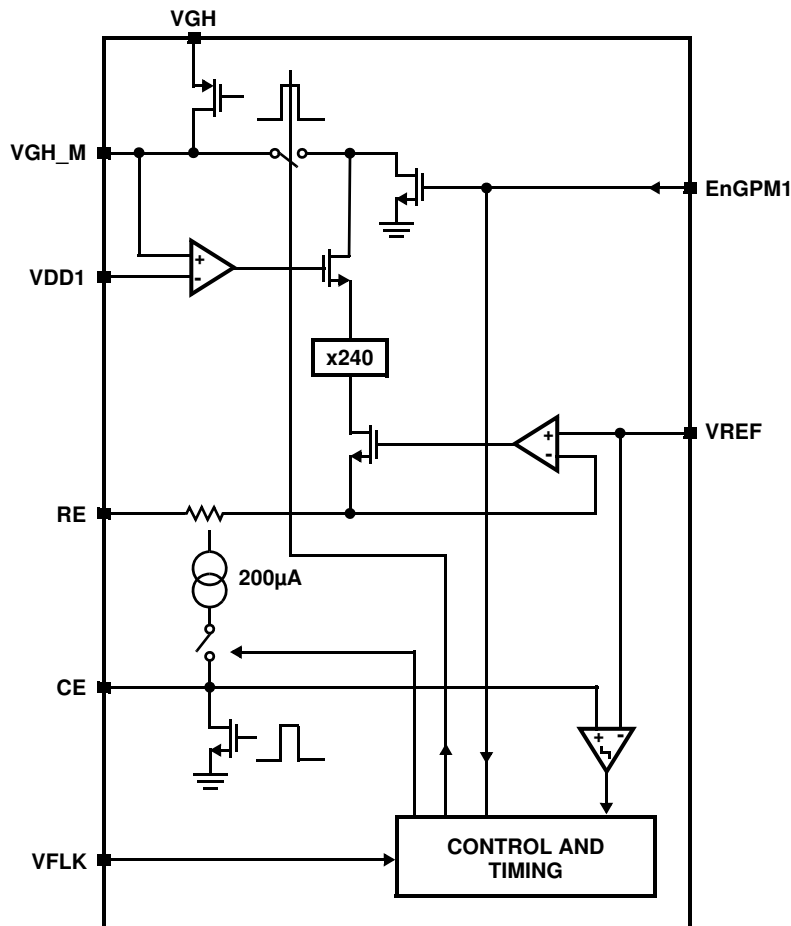 VGH
VGH_M
EnGPM1
+
-
VDD1
x240
+
-
VREF
RE
200µA
CE
+
-
CONTROL AND
TIMING
VFLK